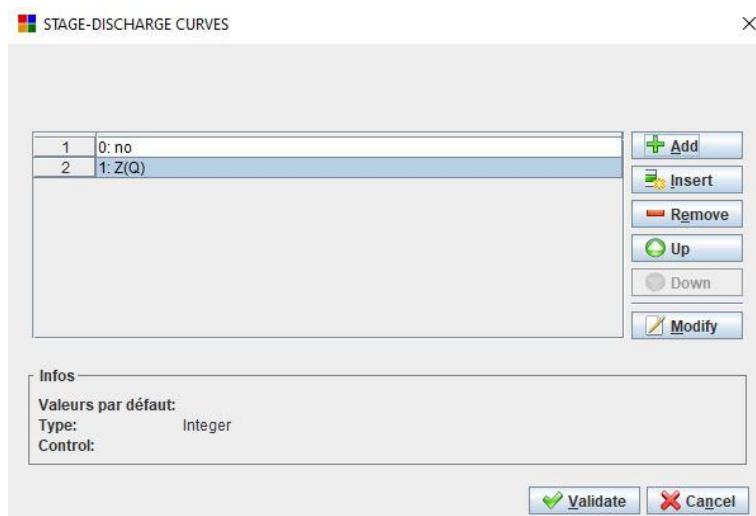 STAGE-DISCHARGE CURVES
1 0: no
2 1: Z(Q)
Add
Insert
Remove
Up
Down
Modify
Infos
Valeurs par défaut:
Type: Integer
Control:
Validate Cancel